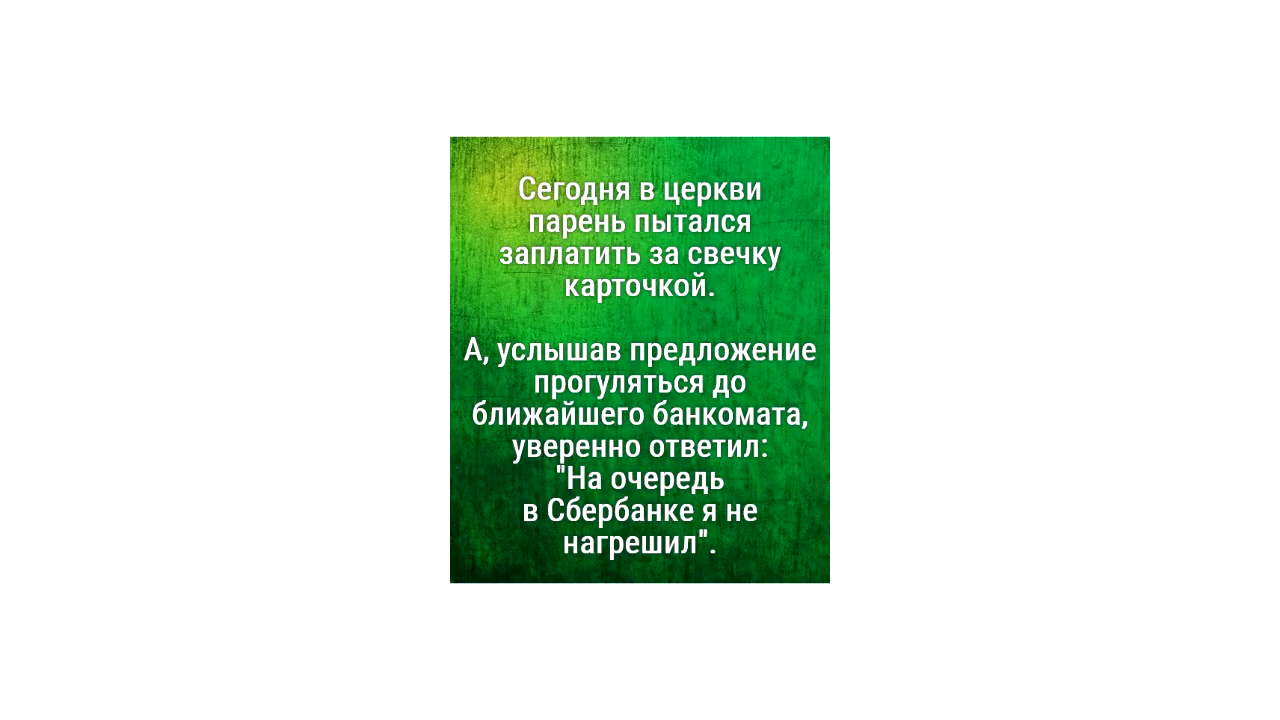 Сегодня в церкви
парень пытался
заплатить за свечку
карточкой.
А, услышав предложение
прогуляться до
ближайшего банкомата,
уверенно ответил:
"На очередь
в Сбербанке я не
нагрешил".